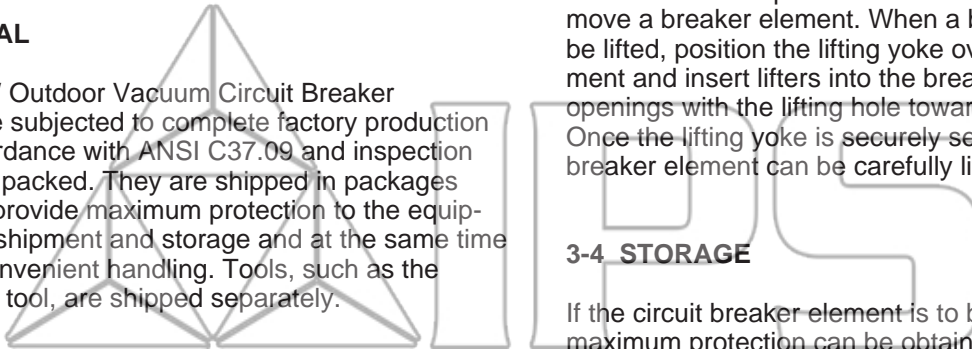 AL
Outdoor Vacuum Circuit Breaker
subjected to complete factory production
rdance with ANSI C37.09 and inspection
packed. They are shipped in packages
provide maximum protection to the equip-
shipment and storage and at the same time
nvenient handling. Tools, such as the
tool, are shipped separately.
move a breaker element. When a b
be lifted, position the lifting yoke ov
ment and insert lifters into the brea
openings with the lifting hole towar
Once the lifting yoke is securely se
breaker element can be carefully li
3-4 STORAGE
If the circuit breaker element is to b
maximum protection can be obtain
IPS